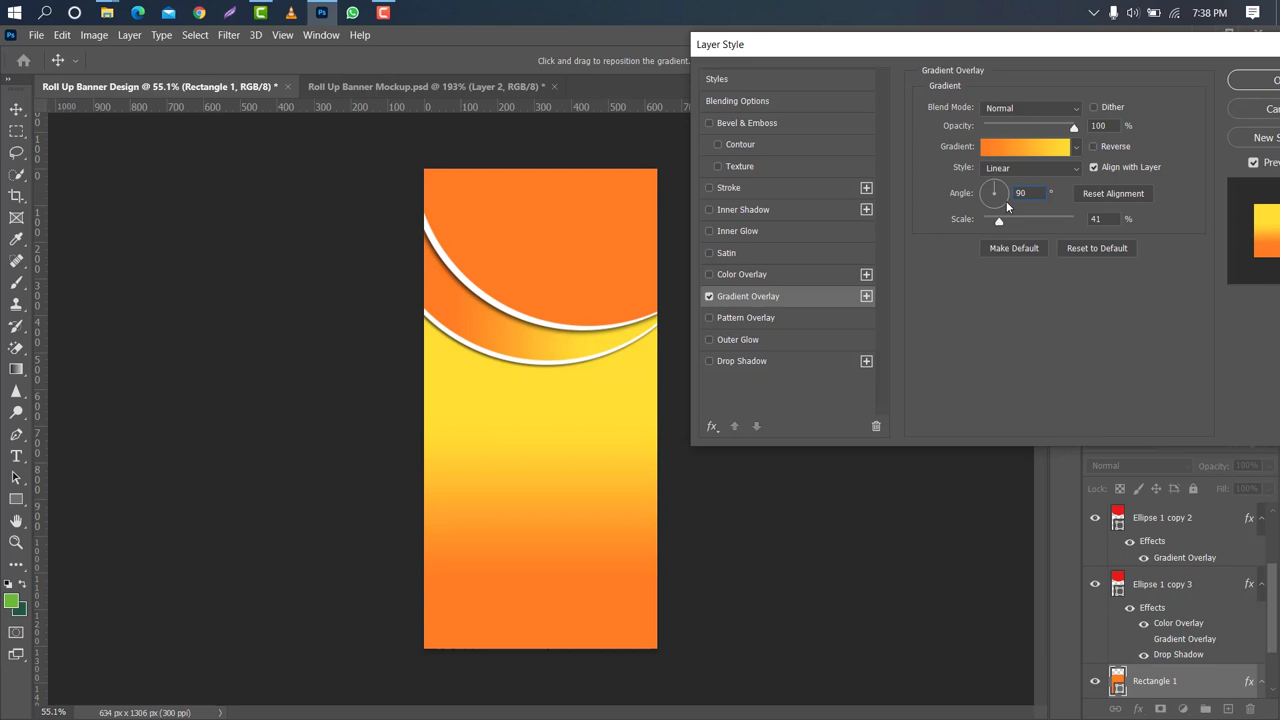 7:38 PM
Ps File Edit Image Layer Type Select Filter 3D View Window Help
Click and drag to reposition the gradient.
Roll Up Banner Design @ 55.1% (Rectangle 1, RGB/8) * ×
Roll Up Banner Mockup.psd @ 193% (Layer 2, RGB/8) * ×
1000 900 800 700 600 500 400 300 200 100 0 100 200 300 400 500 600
Layer Style
Styles
Blending Options
Bevel & Emboss
Contour
Texture
Stroke
Inner Shadow
Inner Glow
Satin
Color Overlay
Gradient Overlay
Pattern Overlay
Outer Glow
Drop Shadow
fx
Gradient Overlay
Gradient
Blend Mode: Normal Dither
Opacity: 100 %
Gradient: Reverse
Style: Linear Align with Layer
Angle: 90 ° Reset Alignment
Scale: 41 %
Make Default Reset to Default
New S
Normal Opacity: 100%
Lock: Fill: 100%
Ellipse 1 copy 2 fx
Effects
Gradient Overlay
Ellipse 1 copy 3 fx
Effects
Color Overlay
Gradient Overlay
Drop Shadow
Rectangle 1 fx
fx
55.1% 634 px x 1306 px (300 ppi)